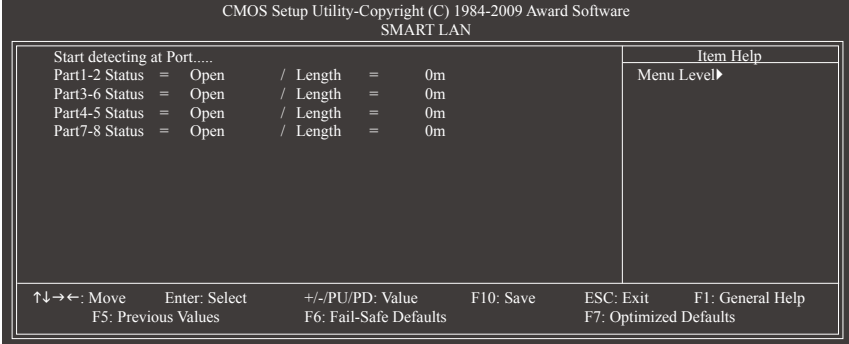 CMOS Setup Utility-Copyright (C) 1984-2009 Award Software
SMART LAN
Start detecting at Port.....
Part1-2 Status = Open / Length = 0m
Part3-6 Status = Open / Length = 0m
Part4-5 Status = Open / Length = 0m
Part7-8 Status = Open / Length = 0m
Item Help
Menu Level▶
↑↓→←: Move Enter: Select +/-/PU/PD: Value F10: Save ESC: Exit F1: General Help
F5: Previous Values F6: Fail-Safe Defaults F7: Optimized Defaults